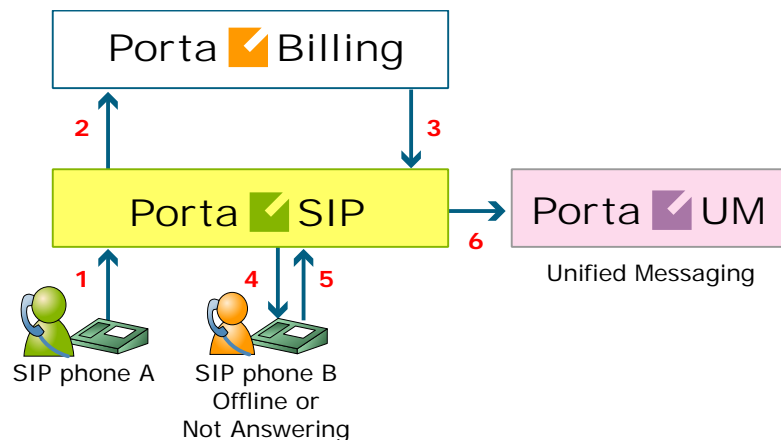 Porta Billing
2
3
Porta SIP
Porta UM
6
Unified Messaging
1
4
5
SIP phone A
SIP phone B
Offline or
Not Answering